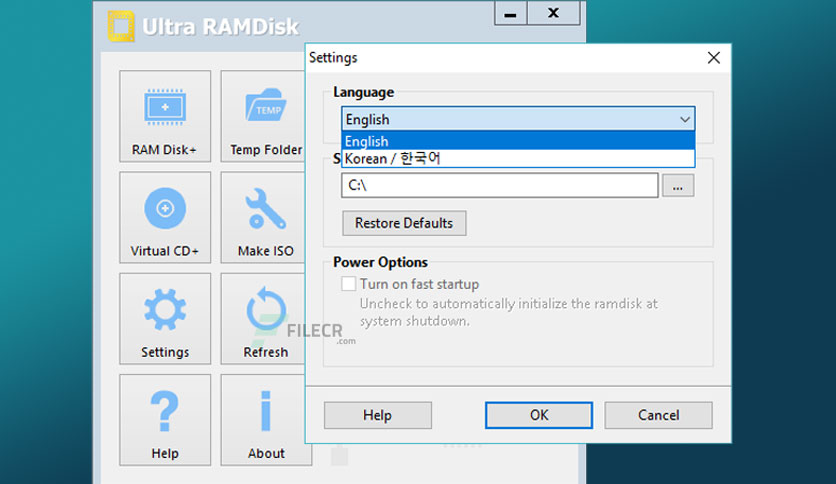 Ultra RAMDisk
RAM Disk+
Temp Folder
TEMP
Virtual CD+
Make ISO
Settings
Refresh
Help
About
Settings
Language
English
English
Korean / 한국어
C:\
...
Restore Defaults
Power Options
Turn on fast startup
Uncheck to automatically initialize the ramdisk at
system shutdown.
Help
OK
Cancel
FILECR
.com